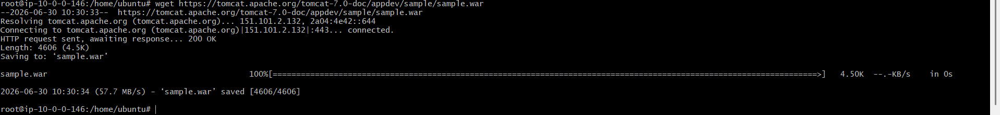 root@ip-10-0-0-146:/home/ubuntu# wget https://tomcat.apache.org/tomcat-7.0-doc/appdev/sample/sample.war
--2026-06-30 10:30:33--  https://tomcat.apache.org/tomcat-7.0-doc/appdev/sample/sample.war
Resolving tomcat.apache.org (tomcat.apache.org)... 151.101.2.132, 2a04:4e42::644
Connecting to tomcat.apache.org (tomcat.apache.org)|151.101.2.132|:443... connected.
HTTP request sent, awaiting response... 200 OK
Length: 4606 (4.5K)
Saving to: ‘sample.war’
sample.war 100%[====================================================================================================================>] 4.50K --.-KB/s in 0s
2026-06-30 10:30:34 (57.7 MB/s) - ‘sample.war’ saved [4606/4606]
root@ip-10-0-0-146:/home/ubuntu#